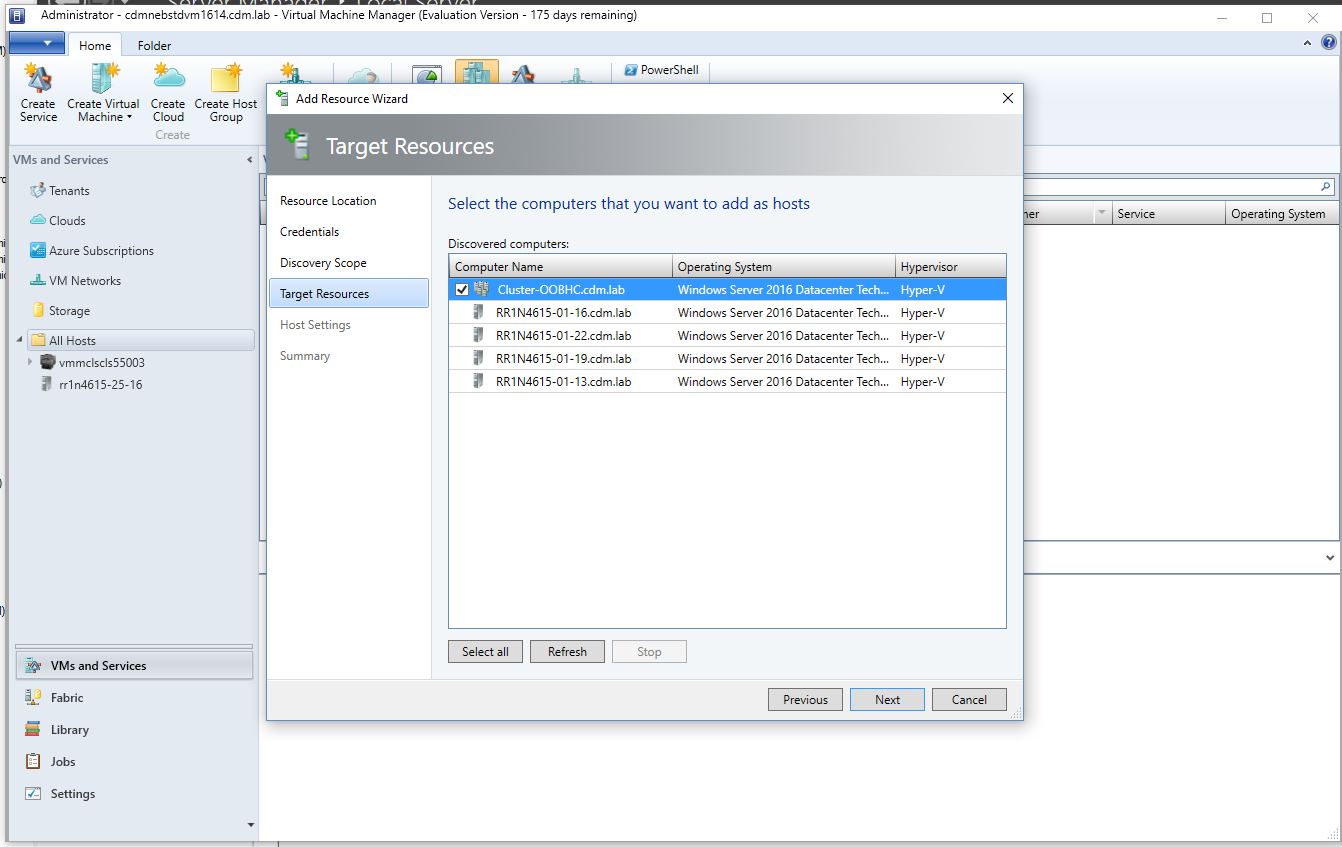 Administrator - cdmnebstdvm1614.cdm.lab - Virtual Machine Manager (Evaluation Version - 175 days remaining)
Home Folder
PowerShell
Create Service
Create Virtual Machine
Create Cloud
Create Host Group
Create
VMs and Services
Tenants
Clouds
Azure Subscriptions
VM Networks
Storage
All Hosts
vmmclscls55003
rr1n4615-25-16
VMs and Services
Fabric
Library
Jobs
Settings
Add Resource Wizard
Target Resources
Resource Location
Credentials
Discovery Scope
Target Resources
Host Settings
Summary
Select the computers that you want to add as hosts
Discovered computers:
Computer Name Operating System Hypervisor
Cluster-OOBHC.cdm.lab Windows Server 2016 Datacenter Tech... Hyper-V
RR1N4615-01-16.cdm.lab Windows Server 2016 Datacenter Tech... Hyper-V
RR1N4615-01-22.cdm.lab Windows Server 2016 Datacenter Tech... Hyper-V
RR1N4615-01-19.cdm.lab Windows Server 2016 Datacenter Tech... Hyper-V
RR1N4615-01-13.cdm.lab Windows Server 2016 Datacenter Tech... Hyper-V
Select all Refresh Stop
Previous Next Cancel
Service Operating System